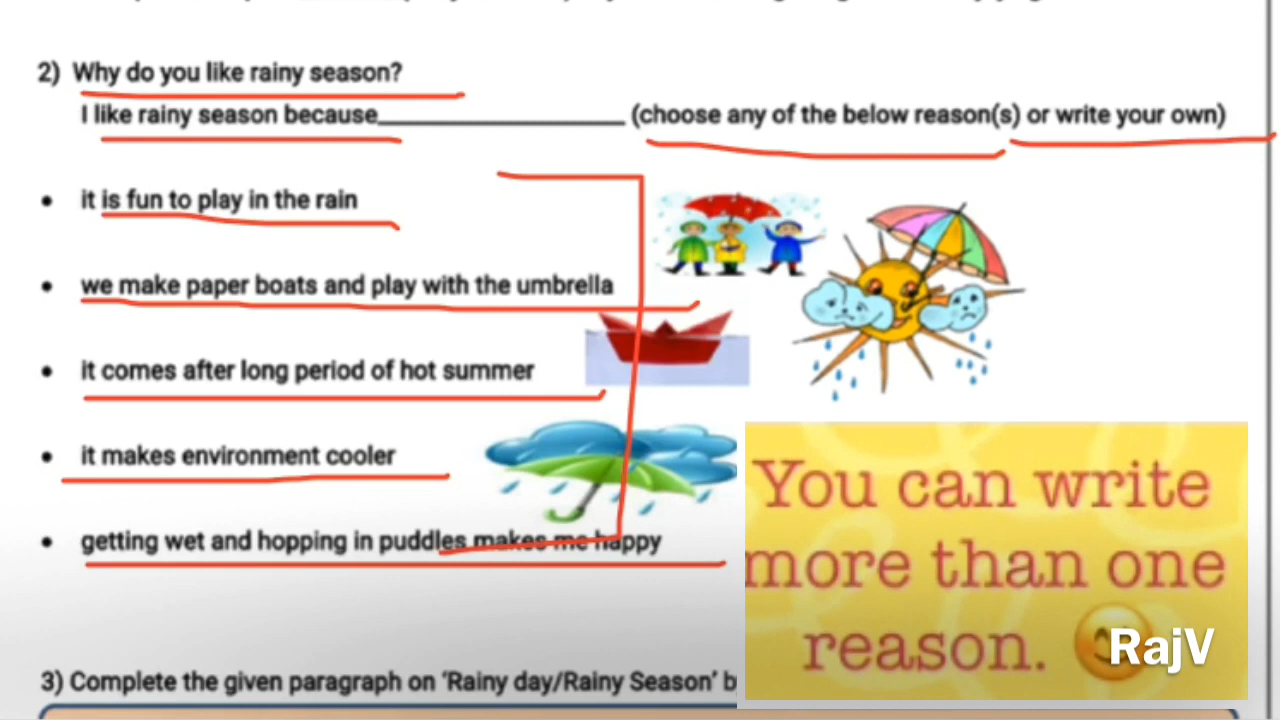 2) Why do you like rainy season?
I like rainy season because__________________ (choose any of the below reason(s) or write your own)
• it is fun to play in the rain
• we make paper boats and play with the umbrella
• it comes after long period of hot summer
• it makes environment cooler
• getting wet and hopping in puddles makes me happy
You can write
more than one
reason.
RajV
3) Complete the given paragraph on ‘Rainy day/Rainy Season’ b